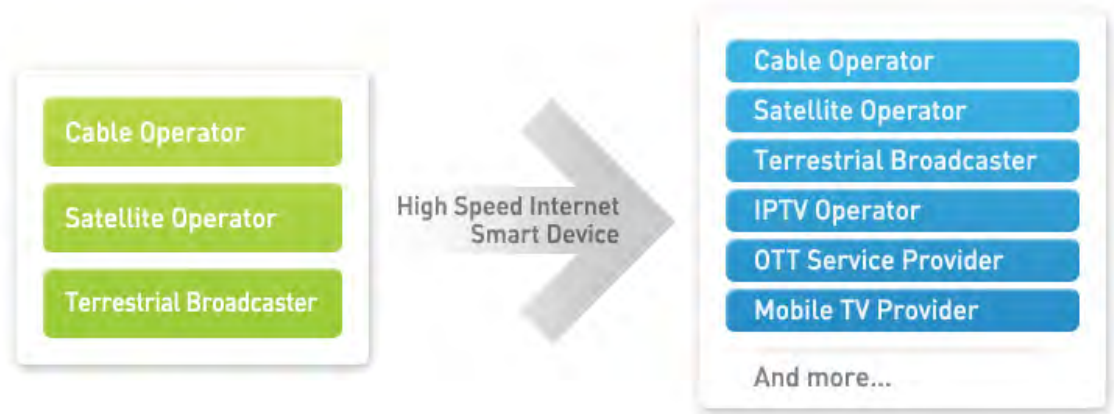 Cable Operator
Satellite Operator
Terrestrial Broadcaster
High Speed Internet
Smart Device
Cable Operator
Satellite Operator
Terrestrial Broadcaster
IPTV Operator
OTT Service Provider
Mobile TV Provider
And more...